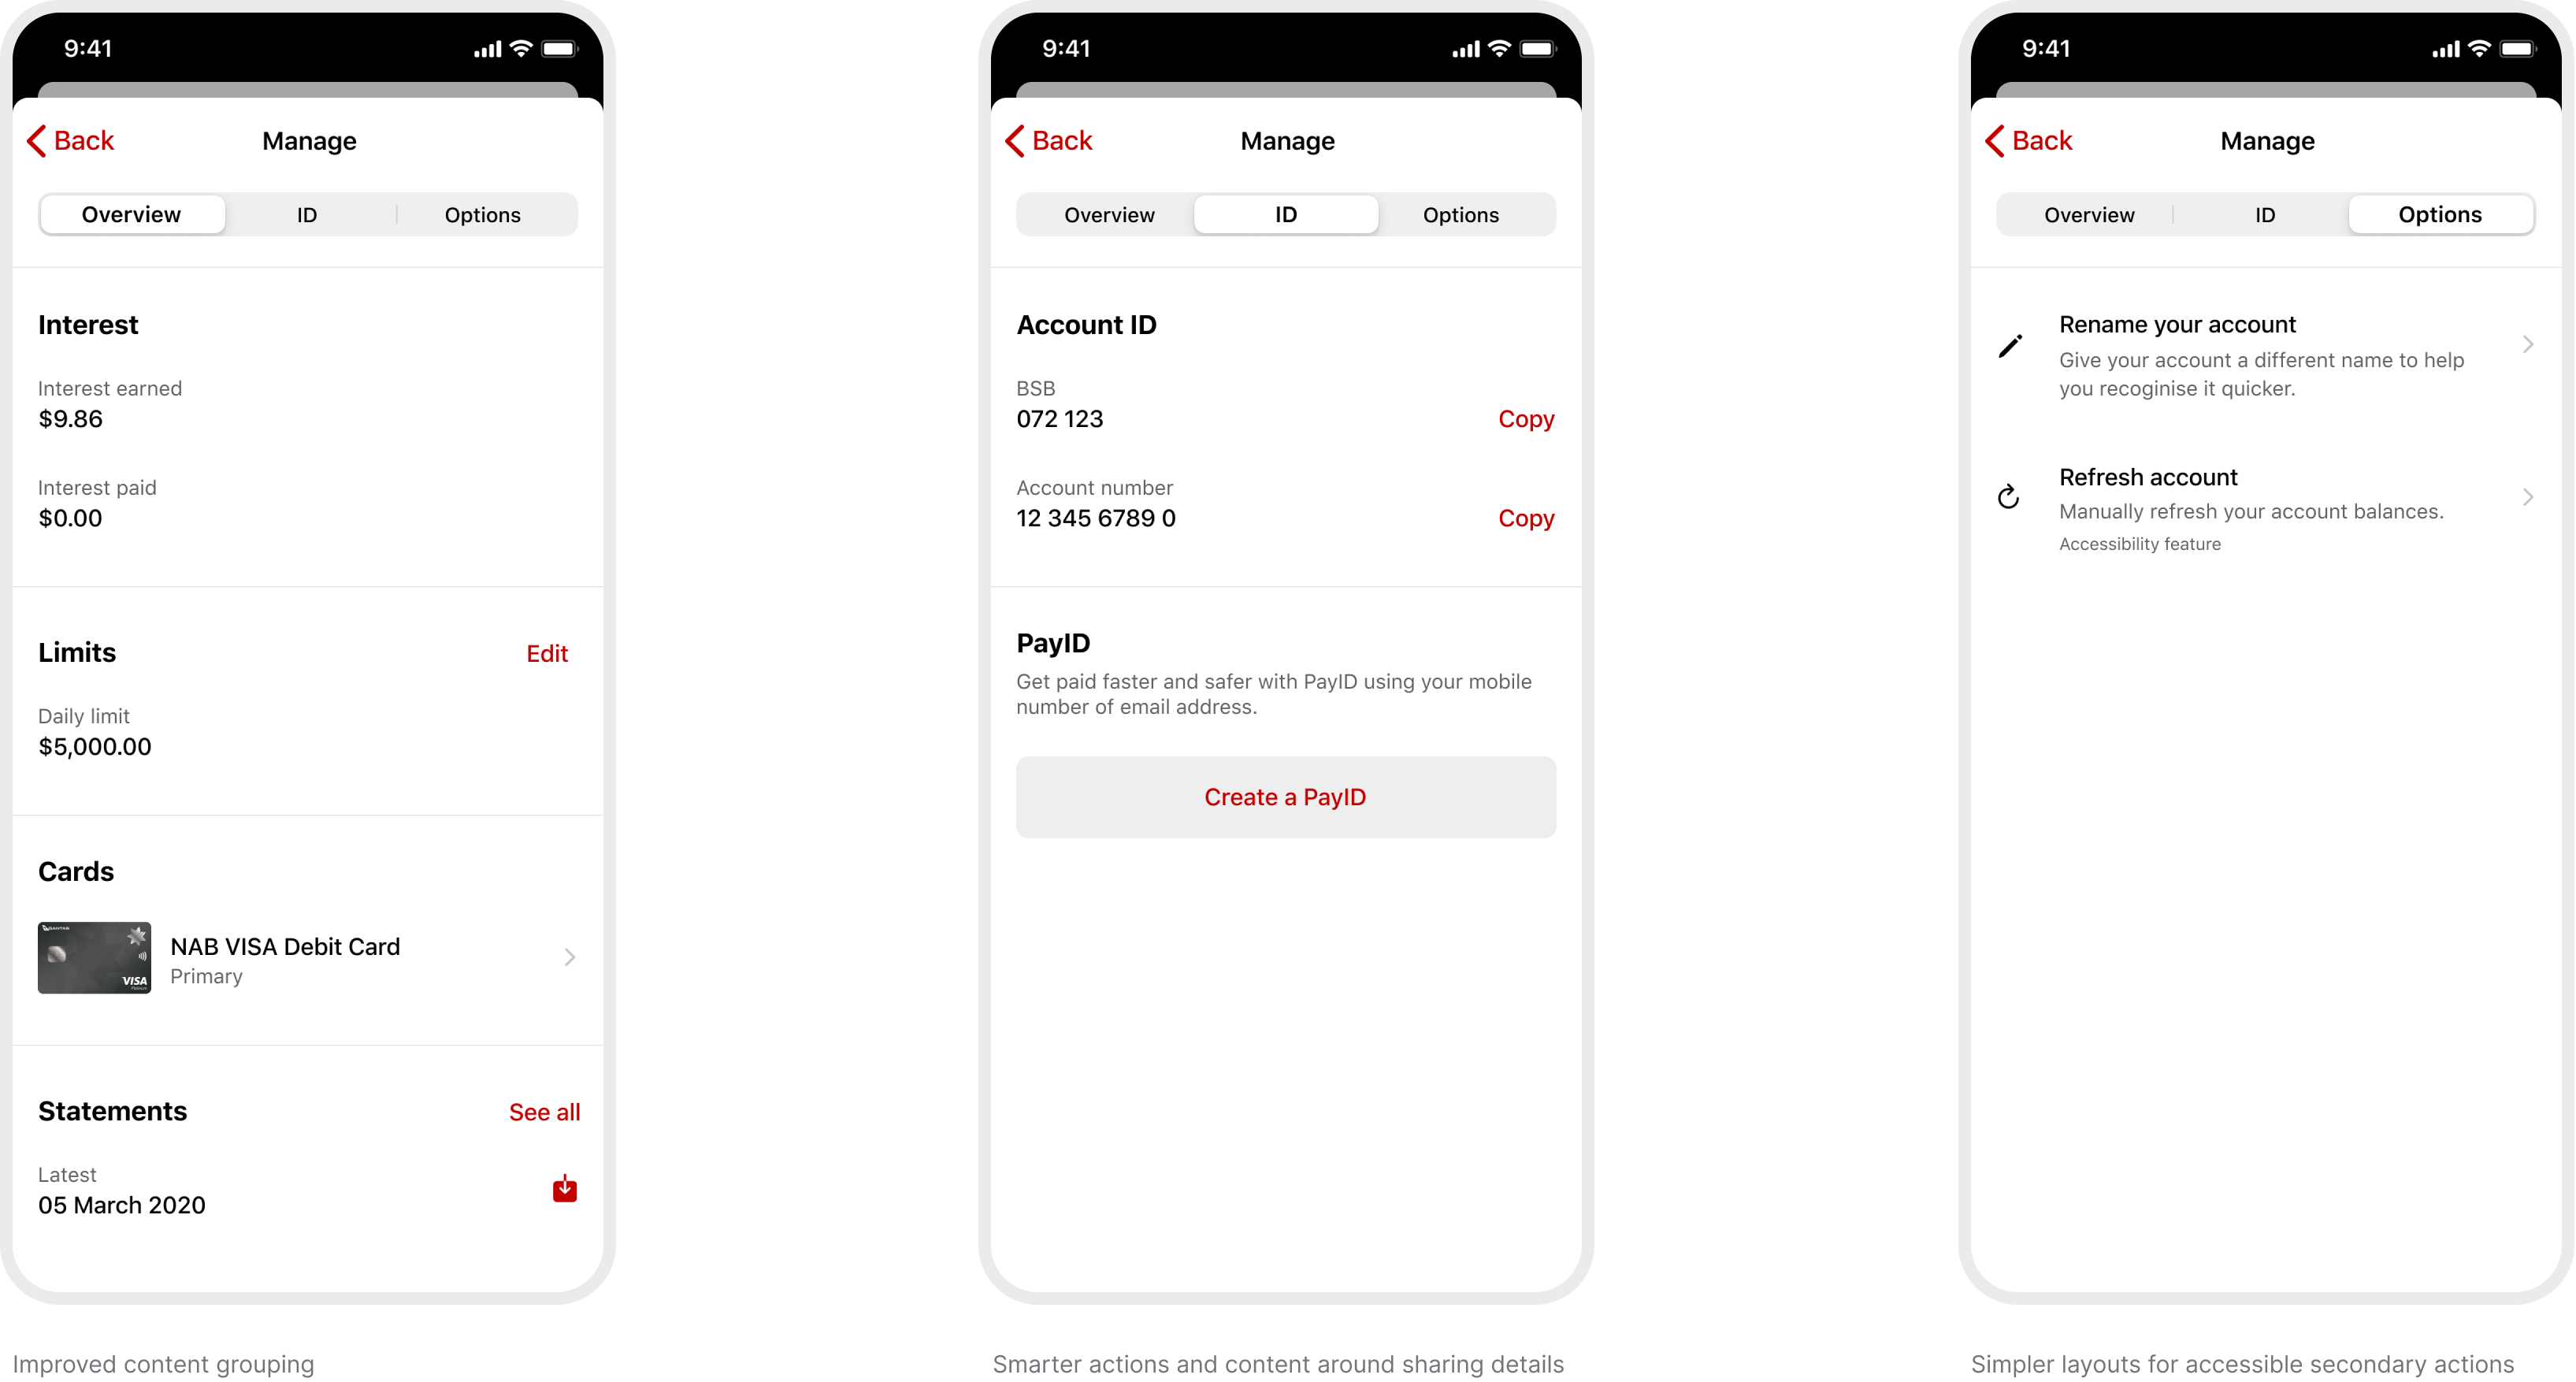 9:41
Back
Manage
Overview ID Options
Interest
Interest earned
$9.86
Interest paid
$0.00
Limits Edit
Daily limit
$5,000.00
Cards
QANTAS
VISA
NAB VISA Debit Card
Primary
Statements See all
Latest
05 March 2020
Improved content grouping
9:41
Back
Manage
Overview ID Options
Account ID
BSB
072 123 Copy
Account number
12 345 6789 0 Copy
PayID
Get paid faster and safer with PayID using your mobile
number of email address.
Create a PayID
Smarter actions and content around sharing details
9:41
Back
Manage
Overview ID Options
Rename your account
Give your account a different name to help
you recoginise it quicker.
Refresh account
Manually refresh your account balances.
Accessibility feature
Simpler layouts for accessible secondary actions